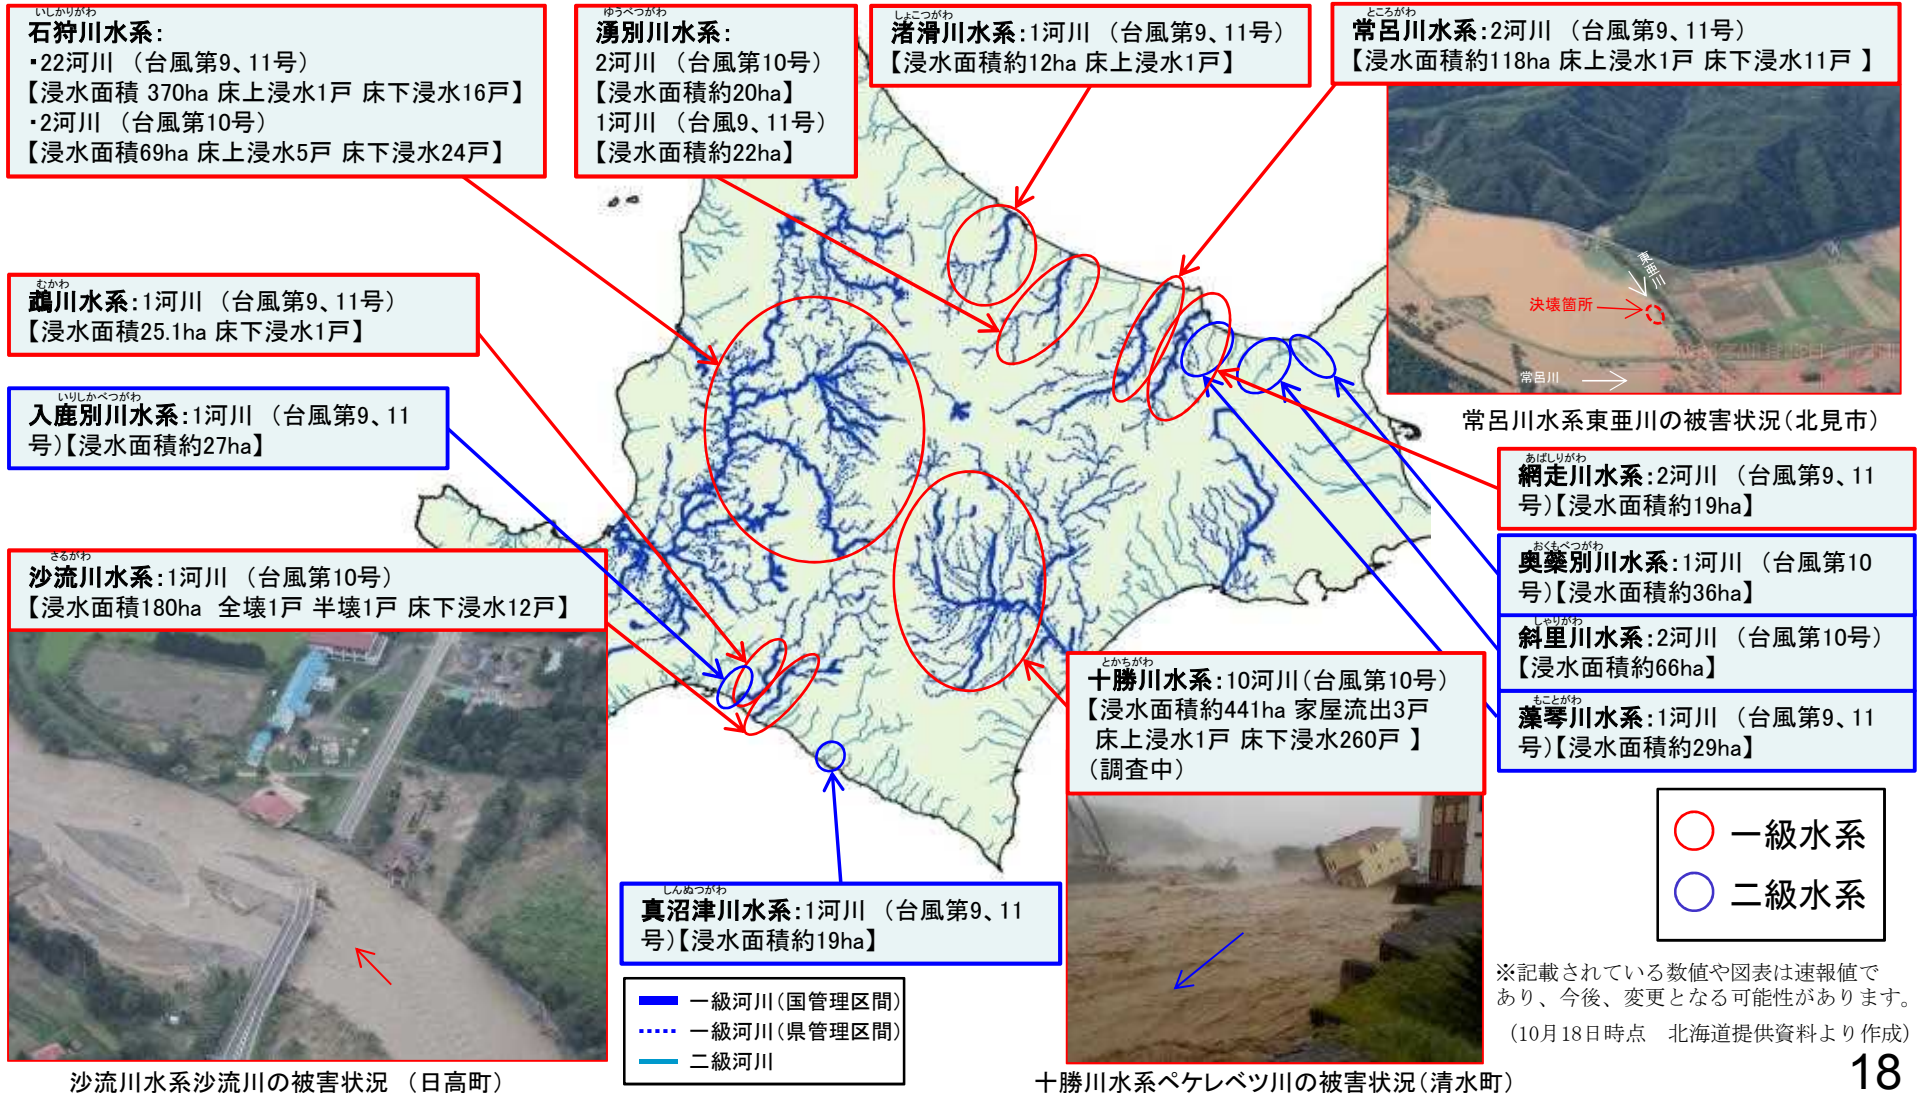 いしかりがわ
石狩川水系：
・22河川 （台風第9、11号）
【浸水面積 370ha 床上浸水1戸 床下浸水16戸】
・2河川 （台風第10号）
【浸水面積69ha 床上浸水5戸 床下浸水24戸】
ゆうべつがわ
湧別川水系：
2河川 （台風第10号）
【浸水面積約20ha】
1河川 （台風9、11号）
【浸水面積約22ha】
しょこつがわ
渚滑川水系：1河川 （台風第9、11号）
【浸水面積約12ha 床上浸水1戸】
ところがわ
常呂川水系：2河川 （台風第9、11号）
【浸水面積約118ha 床上浸水1戸 床下浸水11戸 】
東亜川
決壊箇所
常呂川
常呂川水系東亜川の被害状況（北見市）
むかわ
鵡川水系：1河川 （台風第9、11号）
【浸水面積25.1ha 床下浸水1戸】
いりしかべつがわ
入鹿別川水系：1河川 （台風第9、11
号）【浸水面積約27ha】
あばしりがわ
網走川水系：2河川 （台風第9、11
号）【浸水面積約19ha】
おくもべつがわ
奥蘂別川水系：1河川 （台風第10
号）【浸水面積約36ha】
しゃりがわ
斜里川水系：2河川 （台風第10号）
【浸水面積約66ha】
もことがわ
藻琴川水系：1河川 （台風第9、11
号）【浸水面積約29ha】
さるがわ
沙流川水系：1河川 （台風第10号）
【浸水面積180ha 全壊1戸 半壊1戸 床下浸水12戸】
とかちがわ
十勝川水系：10河川（台風第10号）
【浸水面積約441ha 家屋流出3戸
床上浸水1戸 床下浸水260戸 】
（調査中）
しんぬつがわ
真沼津川水系：1河川 （台風第9、11
号）【浸水面積約19ha】
一級河川（国管理区間）
一級河川（県管理区間）
二級河川
一級水系
二級水系
※記載されている数値や図表は速報値で
あり、今後、変更となる可能性があります。
（10月18日時点 北海道提供資料より作成）
沙流川水系沙流川の被害状況 （日高町）
十勝川水系ペケレベツ川の被害状況（清水町）
18